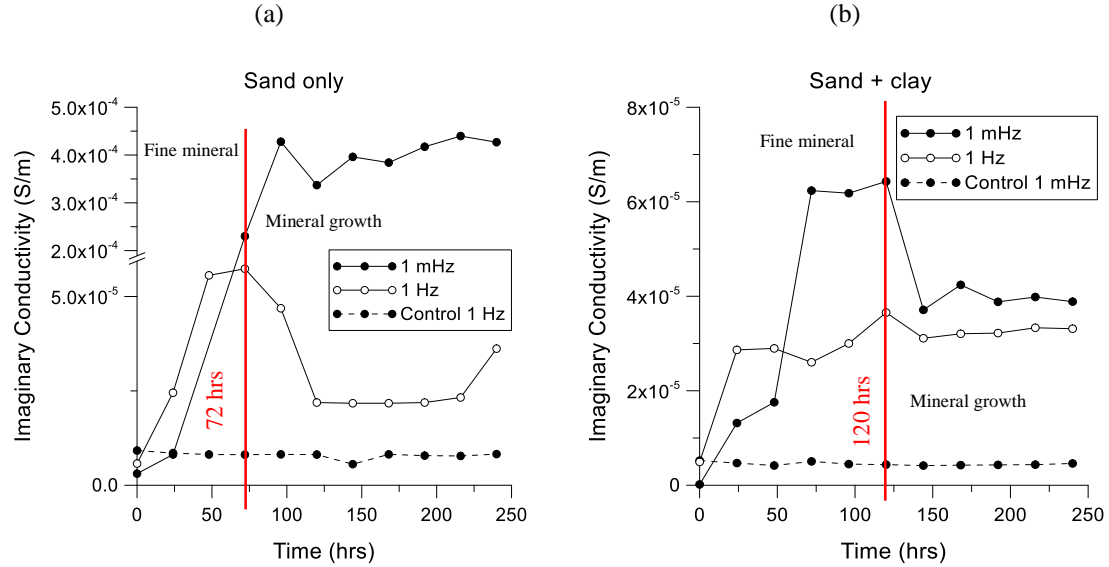 (a)
Sand only
5.0x10⁻⁴
4.0x10⁻⁴
3.0x10⁻⁴
2.0x10⁻⁴
5.0x10⁻⁵
0.0
Imaginary Conductivity (S/m)
Fine mineral
Mineral growth
1 mHz
1 Hz
Control 1 Hz
72 hrs
0 50 100 150 200 250
Time (hrs)
(b)
Sand + clay
8x10⁻⁵
6x10⁻⁵
4x10⁻⁵
2x10⁻⁵
0
Imaginary Conductivity (S/m)
Fine mineral
1 mHz
1 Hz
Control 1 mHz
Mineral growth
120 hrs
0 50 100 150 200 250
Time (hrs)